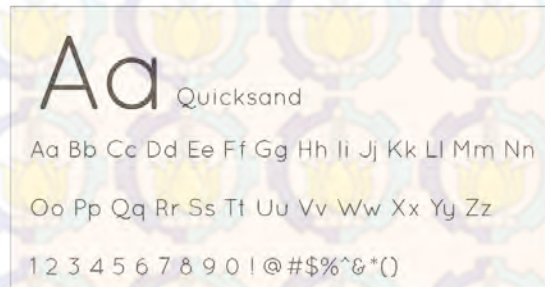 Aa Quicksand
Aa Bb Cc Dd Ee Ff Gg Hh Ii Jj Kk Ll Mm Nn
Oo Pp Qq Rr Ss Tt Uu Vv Ww Xx Yy Zz
1 2 3 4 5 6 7 8 9 0 ! @ #$%^&*()